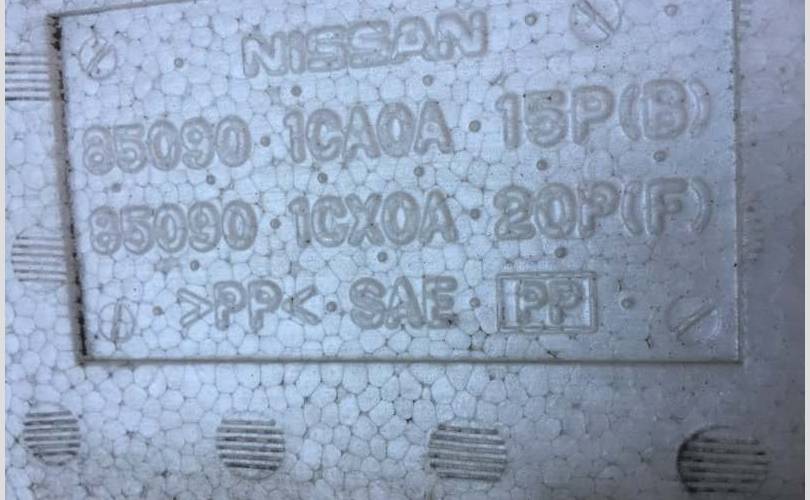 NISSAN
85090 1CA0A 15P(B)
85090 1CX0A 20P(F)
>PP< SAE PP